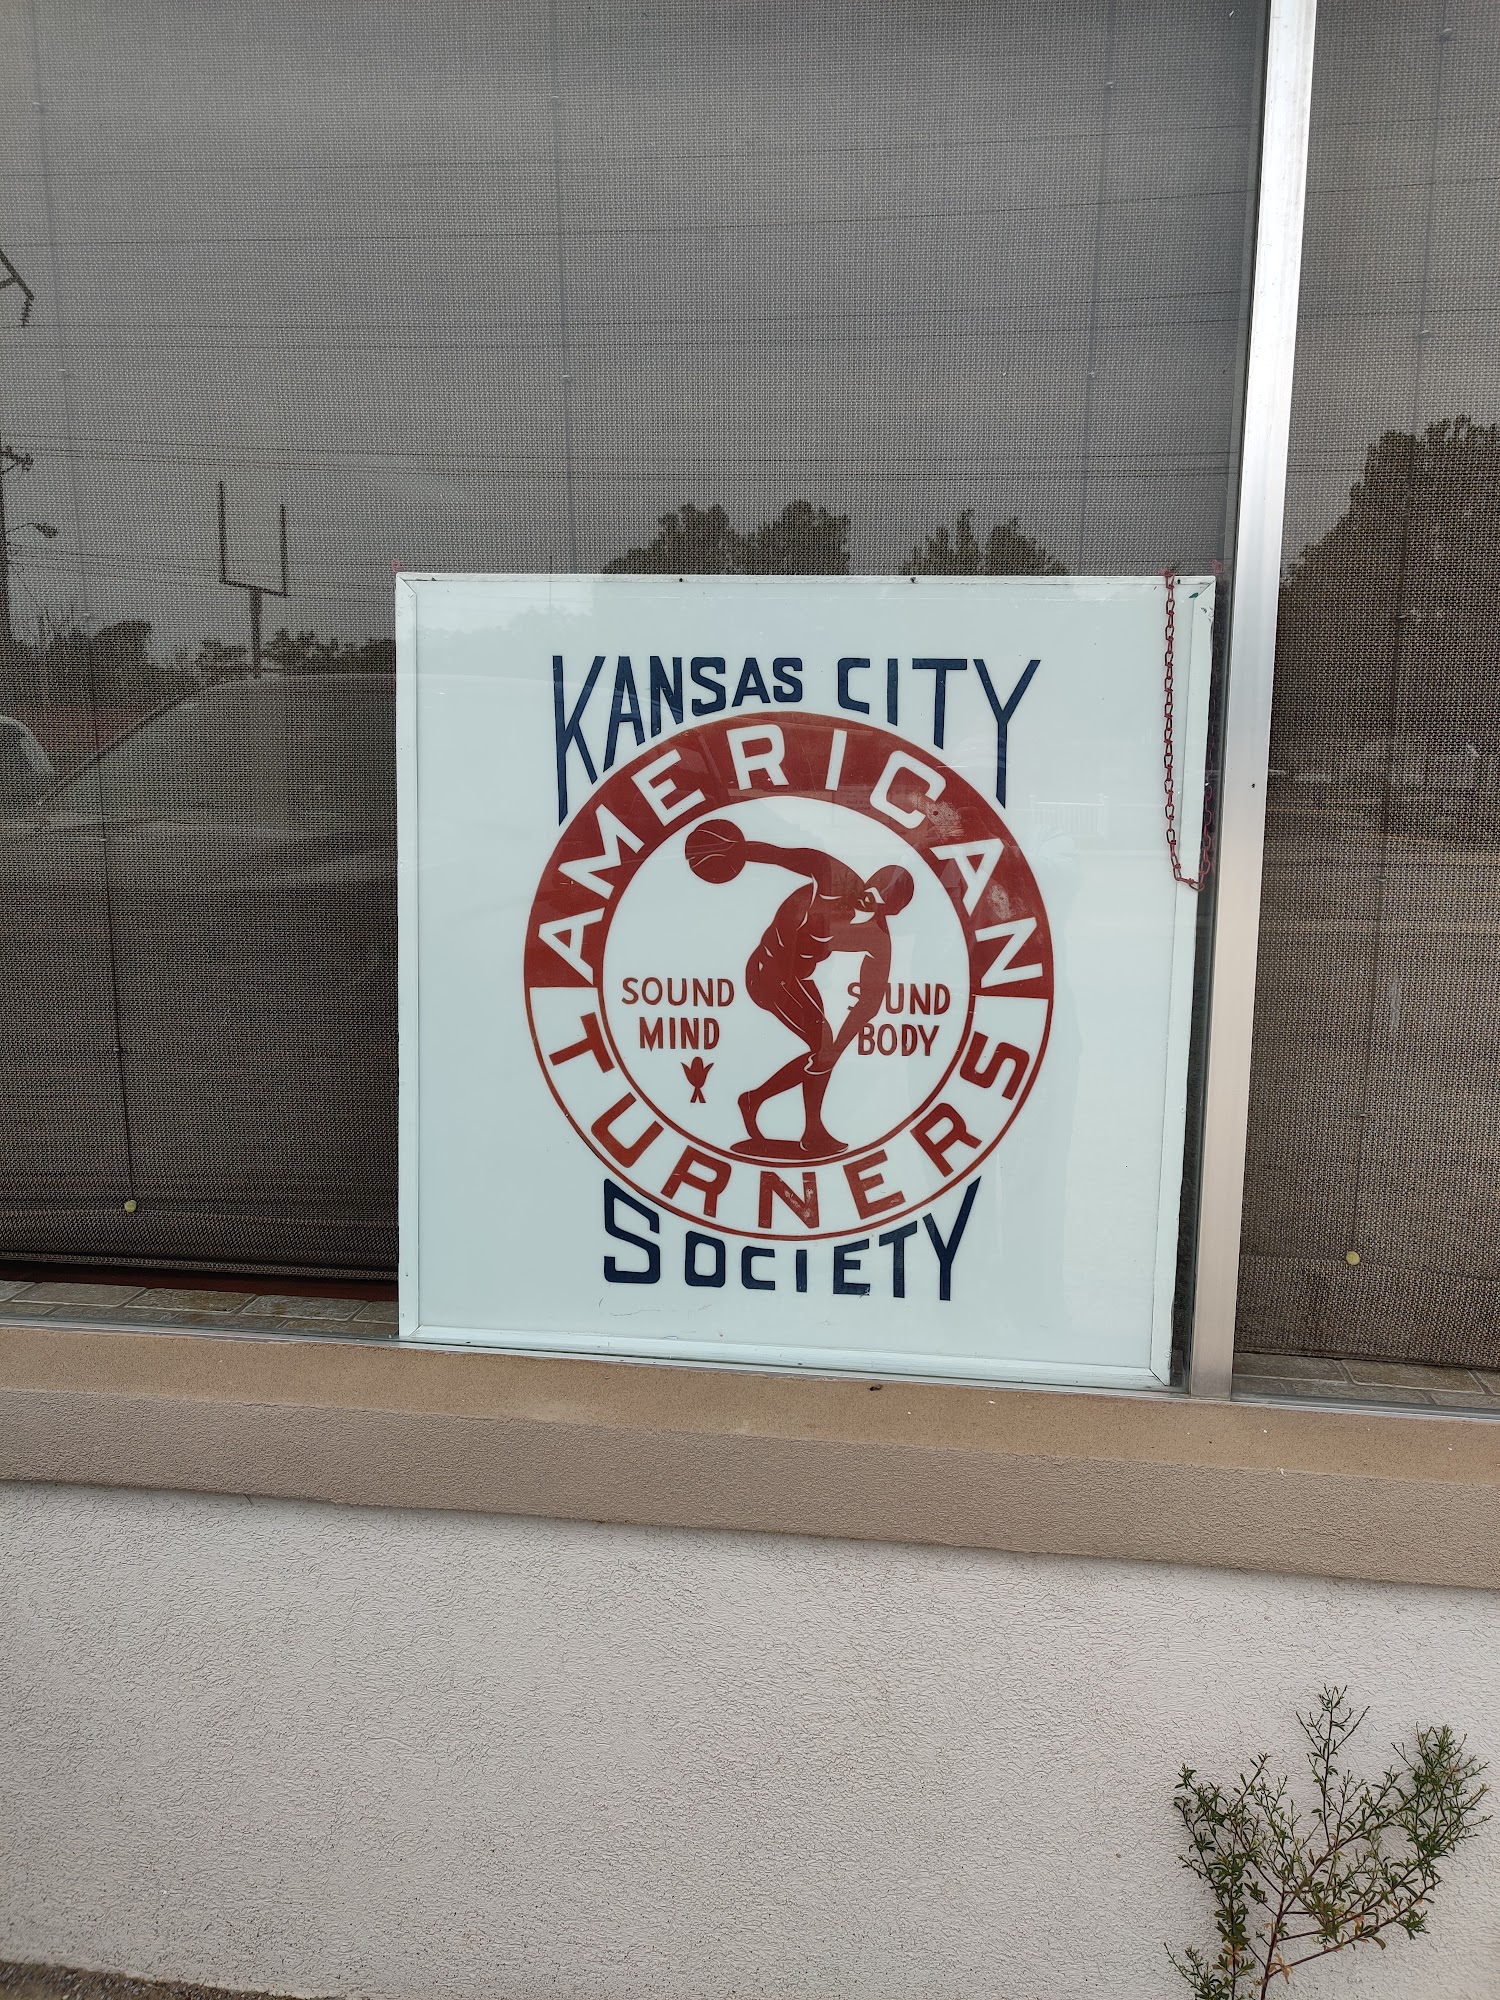 KANSAS CITY
AMERICAN
TURNERS
SOUND
MIND
SOUND
BODY
SOCIETY